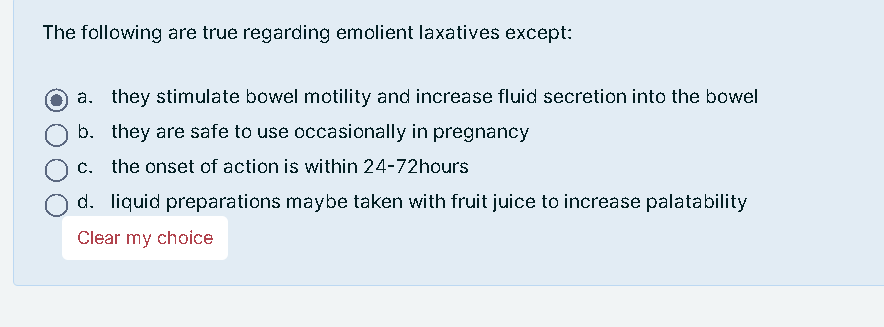 The following are true regarding emolient laxatives except:
a. they stimulate bowel motility and increase fluid secretion into the bowel
b. they are safe to use occasionally in pregnancy
c. the onset of action is within 24-72hours
d. liquid preparations maybe taken with fruit juice to increase palatability
Clear my choice